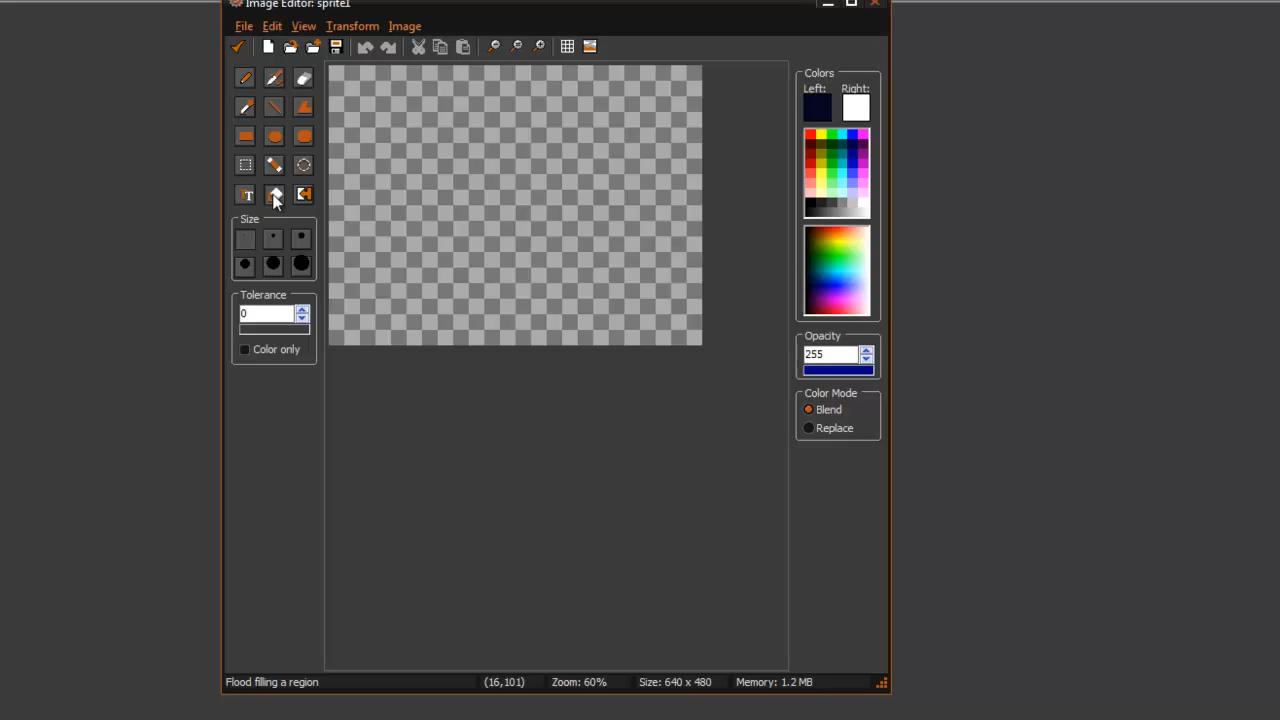 Image Editor: sprite1
File Edit View Transform Image
Colors
Left: Right:
T
Size
Tolerance
0
Color only
Opacity
255
Color Mode
Blend
Replace
Flood filling a region (16,101) Zoom: 60% Size: 640 x 480 Memory: 1.2 MB